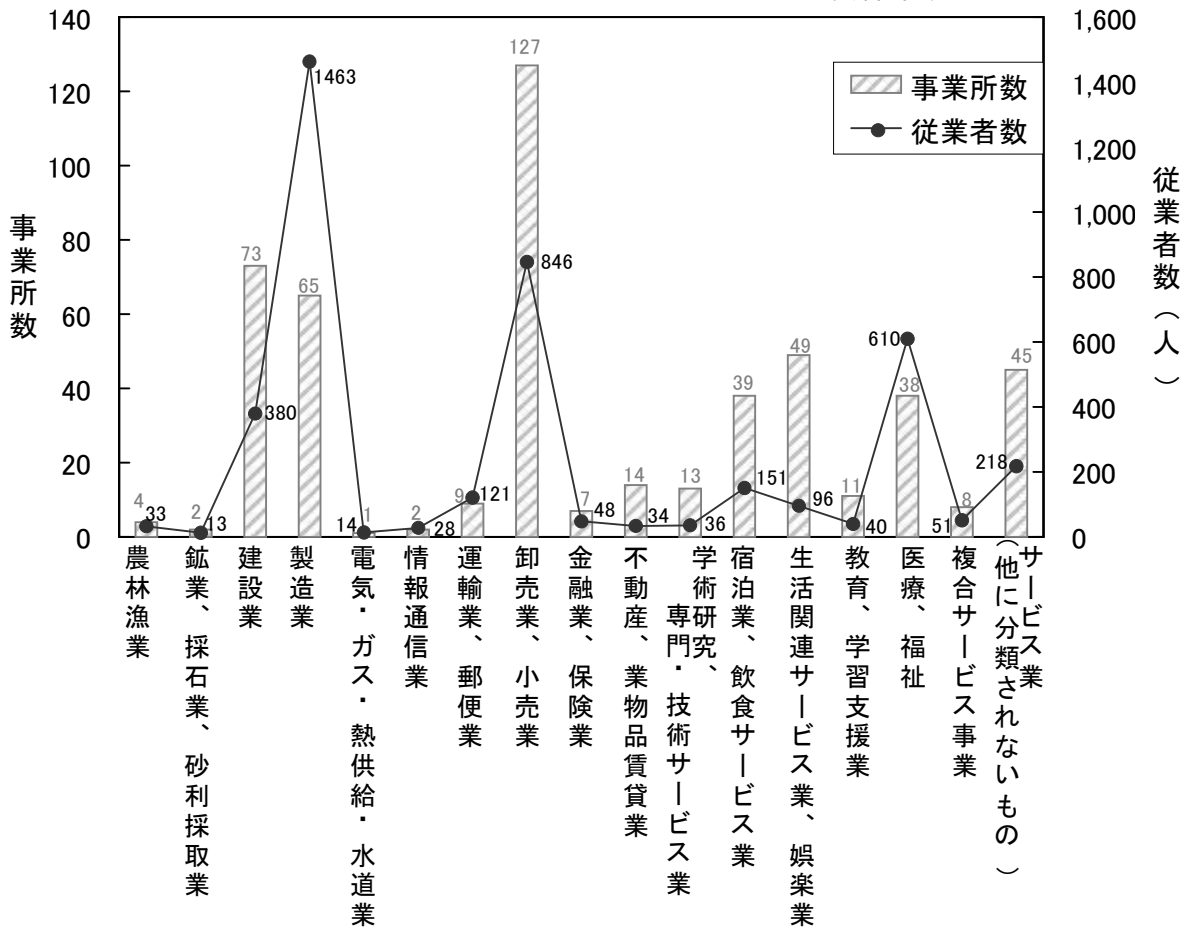 140
120
100
80
60
40
20
0
事業所数
1,600
1,400
1,200
1,000
800
600
400
200
0
従業者数(人)
事業所数
従業者数
4
2
73
65
1
2
9
127
7
14
13
39
49
11
38
8
45
33
13
380
1463
14
28
121
846
48
34
36
151
96
40
610
51
218
農林漁業
鉱業、採石業、砂利採取業
建設業
製造業
電気・ガス・熱供給・水道業
情報通信業
運輸業、郵便業
卸売業、小売業
金融業、保険業
不動産、業物品賃貸業
学術研究、
専門・技術サービス業
宿泊業、飲食サービス業
生活関連サービス業、娯楽業
教育、学習支援業
医療、福祉
複合サービス事業
サービス業
(他に分類されないもの)